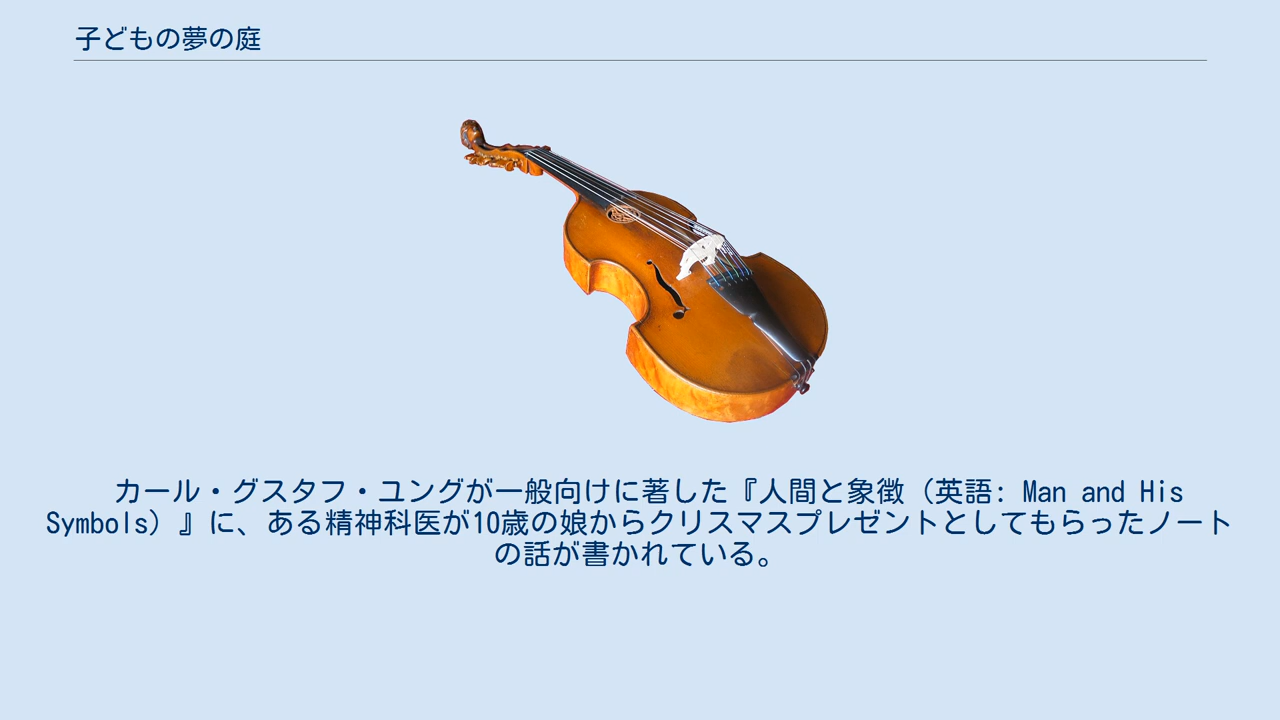 子どもの夢の庭
カール・グスタフ・ユングが一般向けに著した『人間と象徴（英語: Man and His
Symbols）』に、ある精神科医が10歳の娘からクリスマスプレゼントとしてもらったノート
の話が書かれている。